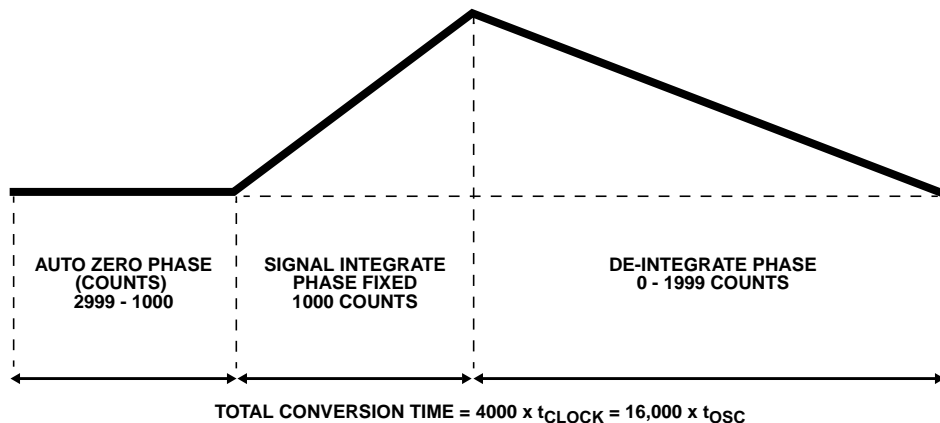 AUTO ZERO PHASE
(COUNTS)
2999 - 1000
SIGNAL INTEGRATE
PHASE FIXED
1000 COUNTS
DE-INTEGRATE PHASE
0 - 1999 COUNTS
TOTAL CONVERSION TIME = 4000 x tCLOCK = 16,000 x tOSC